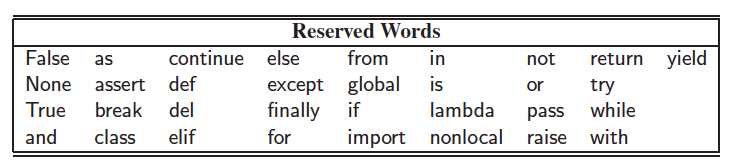 Reserved Words
False as continue else from in not return yield
None assert def except global is or try
True break del finally if lambda pass while
and class elif for import nonlocal raise with